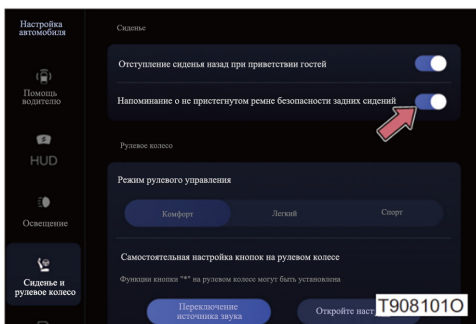 Настройка
автомобиля
Помощь
водителю
HUD
Освещение
Сиденье и
рулевое колесо
Сиденье
Отступление сиденья назад при приветствии гостей
Напоминание о не пристегнутом ремне безопасности задних сидений
Рулевое колесо
Режим рулевого управления
Комфорт
Легкий
Спорт
Самостоятельная настройка кнопок на рулевом колесе
Функции кнопки "*" на рулевом колесе могут быть установлена
Переключение
источника звука
Откройте наст
T908101O